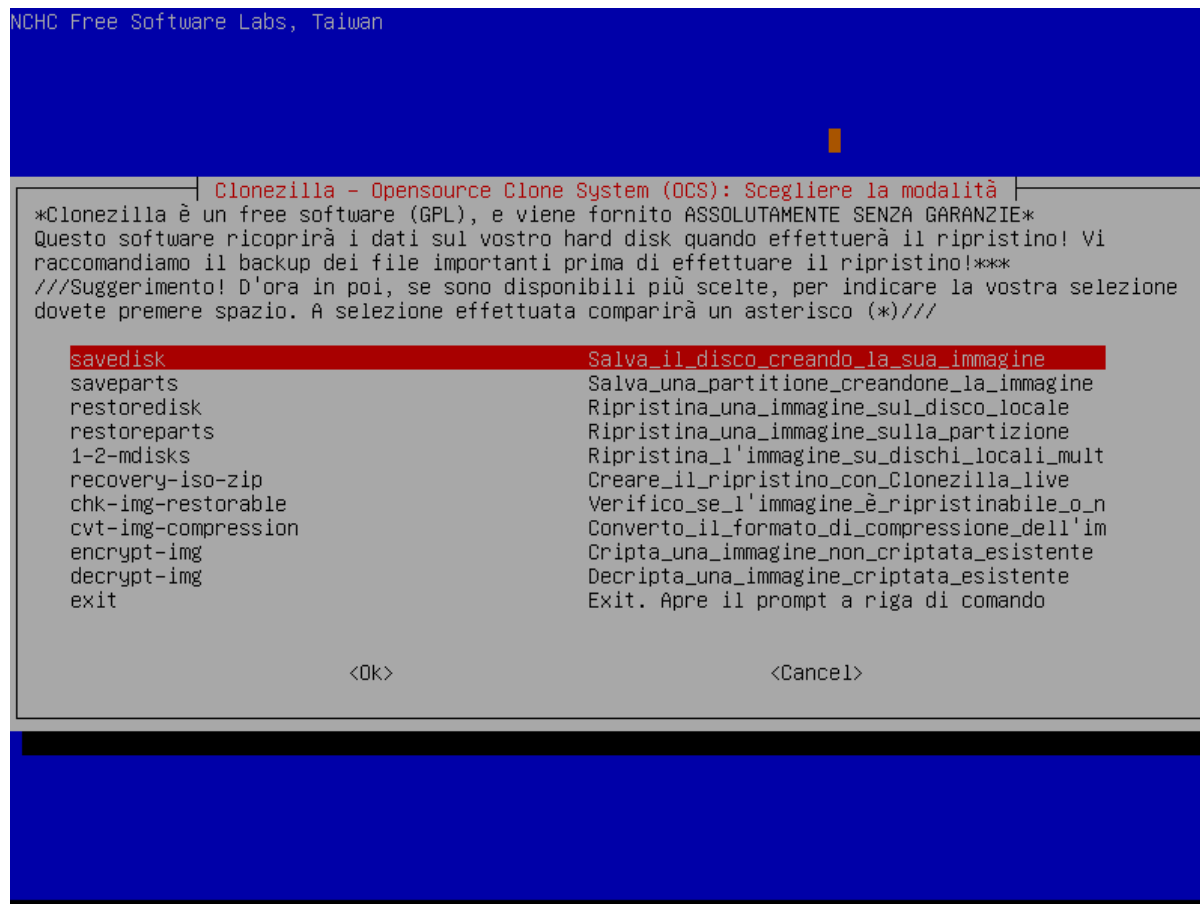 NCHC Free Software Labs, Taiwan
Clonezilla - Opensource Clone System (OCS): Scegliere la modalità
*Clonezilla è un free software (GPL), e viene fornito ASSOLUTAMENTE SENZA GARANZIE*
Questo software ricoprirà i dati sul vostro hard disk quando effettuerà il ripristino! Vi
raccomandiamo il backup dei file importanti prima di effettuare il ripristino!***
///Suggerimento! D'ora in poi, se sono disponibili più scelte, per indicare la vostra selezione
dovete premere spazio. A selezione effettuata comparirà un asterisco (*)///
savedisk Salva_il_disco_creando_la_sua_immagine
saveparts Salva_una_partitione_creandone_la_immagine
restoredisk Ripristina_una_immagine_sul_disco_locale
restoreparts Ripristina_una_immagine_sulla_partizione
1-2-mdisks Ripristina_l'immagine_su_dischi_locali_mult
recovery-iso-zip Creare_il_ripristino_con_Clonezilla_live
chk-img-restorable Verifico_se_l'immagine_è_ripristinabile_o_n
cvt-img-compression Converto_il_formato_di_compressione_dell'im
encrypt-img Cripta_una_immagine_non_criptata_esistente
decrypt-img Decripta_una_immagine_criptata_esistente
exit Exit. Apre il prompt a riga di comando
<Ok> <Cancel>